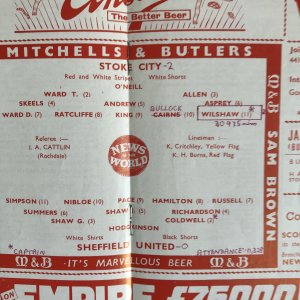 The Better Beer
MITCHELLS & BUTLERS
STOKE CITY-2
Red and White Stripes White Shorts
O'NEILL
WARD T. (2) ALLEN (3)
SKEELS (4) ANDREW (5) ASPREY (6)
BULLOCK
WARD D. (7) RATCLIFFE (8) KING (9) CAIRNS (10) WILSHAW (11) *
Referee :—
J. A. CATTLIN
(Rochdale)
NEWS
OF THE
WORLD
Linesmen :—
K. Critchley, Yellow Flag
K. H. Burns, Red Flag
M&B SAM BROWN
SIMPSON (11) NIBLOE (10) PACE (9) HAMILTON (8) RUSSELL (7)
SUMMERS (6) SHAW J. (5) RICHARDSON (4) *
SHAW G. (3) COLDWELL (2)
HODGKINSON
White Shirts Black Shorts
*CAPTAIN SHEFFIELD UNITED-0
M&B ·IT'S MARVELLOUS BEER M&B
EMPIRE £75000